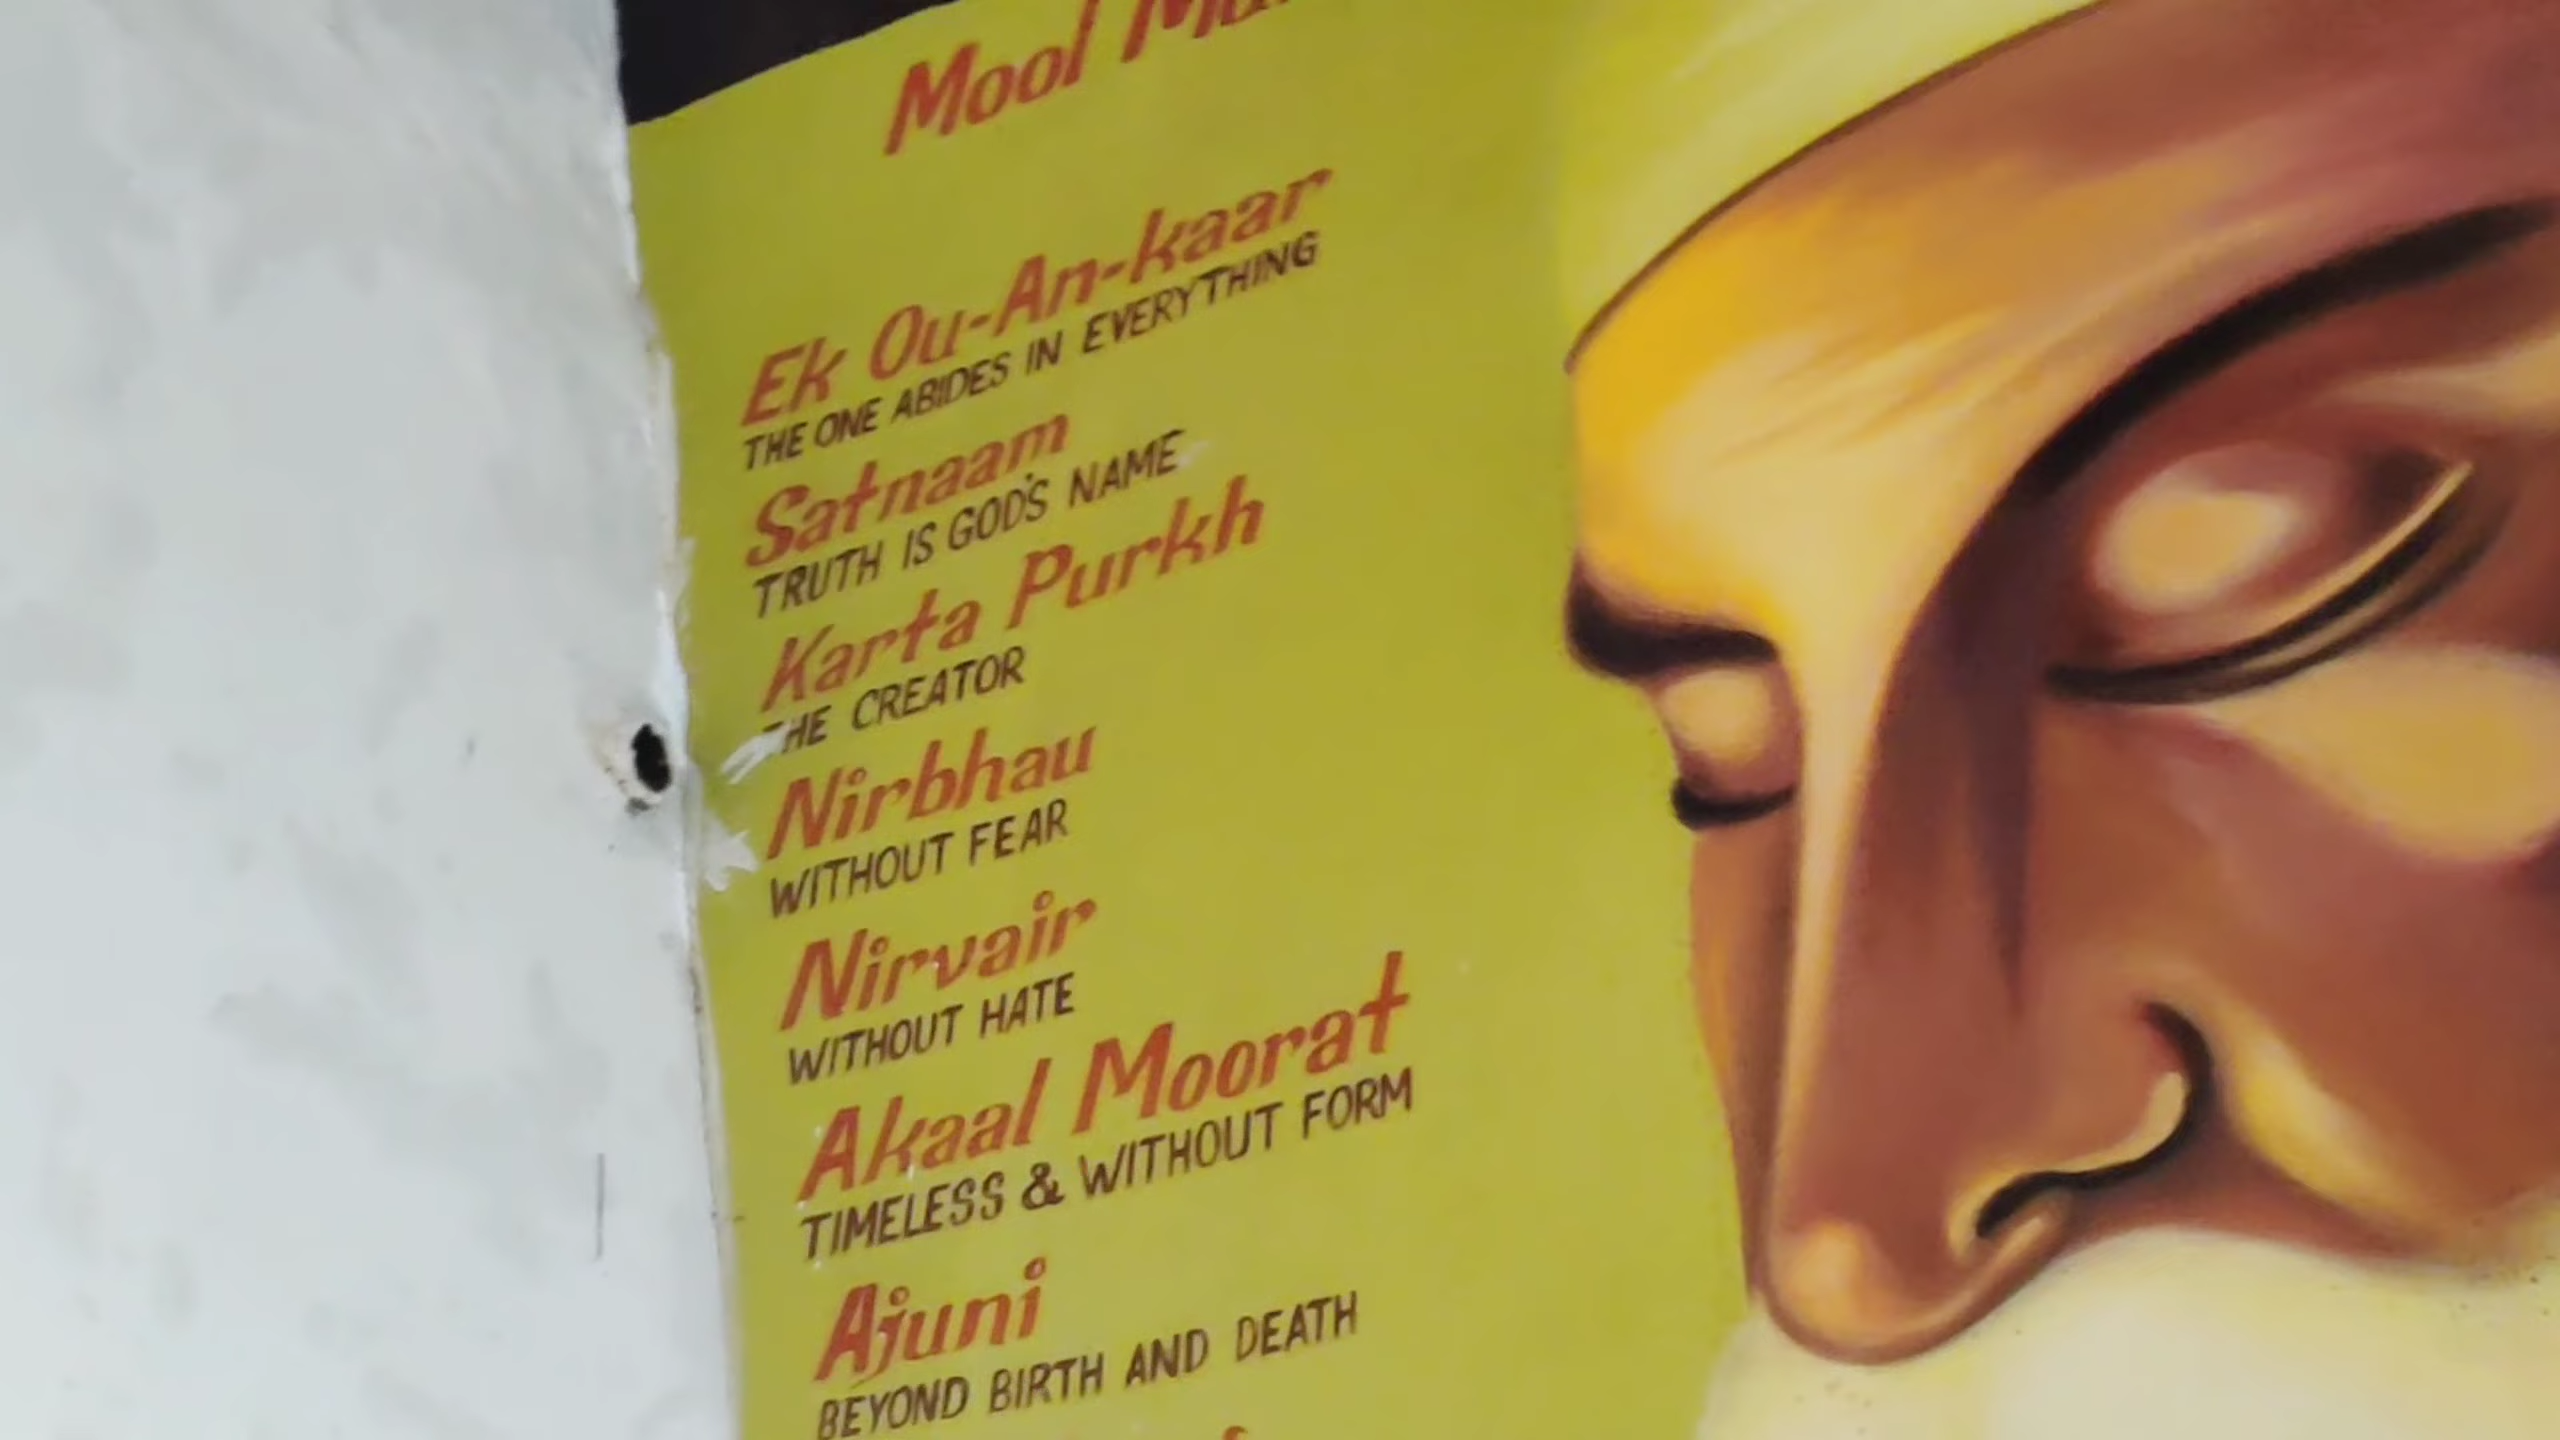 Mool
Ek Ou-An-kaar
THE ONE ABIDES IN EVERYTHING
Satnaam
TRUTH IS GOD'S NAME
Karta Purkh
THE CREATOR
Nirbhau
WITHOUT FEAR
Nirvair
WITHOUT HATE
Akaal Moorat
TIMELESS & WITHOUT FORM
Ajuni
BEYOND BIRTH AND DEATH